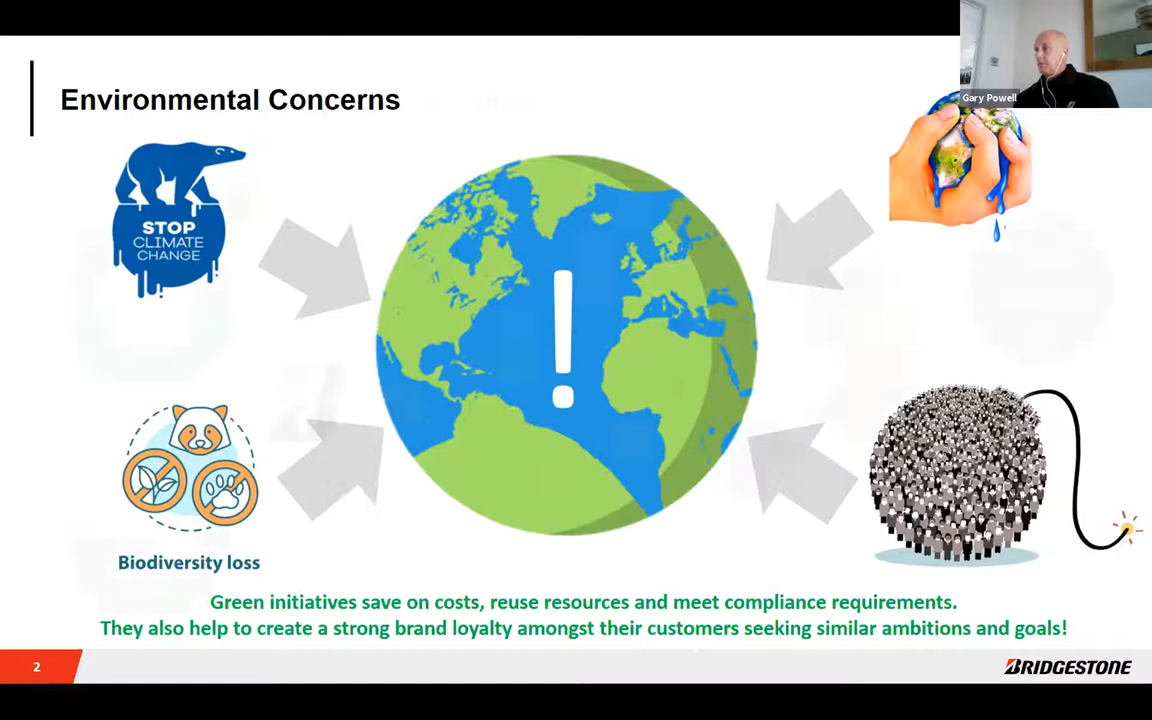 Gary Powell
Environmental Concerns
STOP
CLIMATE
CHANGE
!
Biodiversity loss
Green initiatives save on costs, reuse resources and meet compliance requirements.
They also help to create a strong brand loyalty amongst their customers seeking similar ambitions and goals!
2
BRIDGESTONE